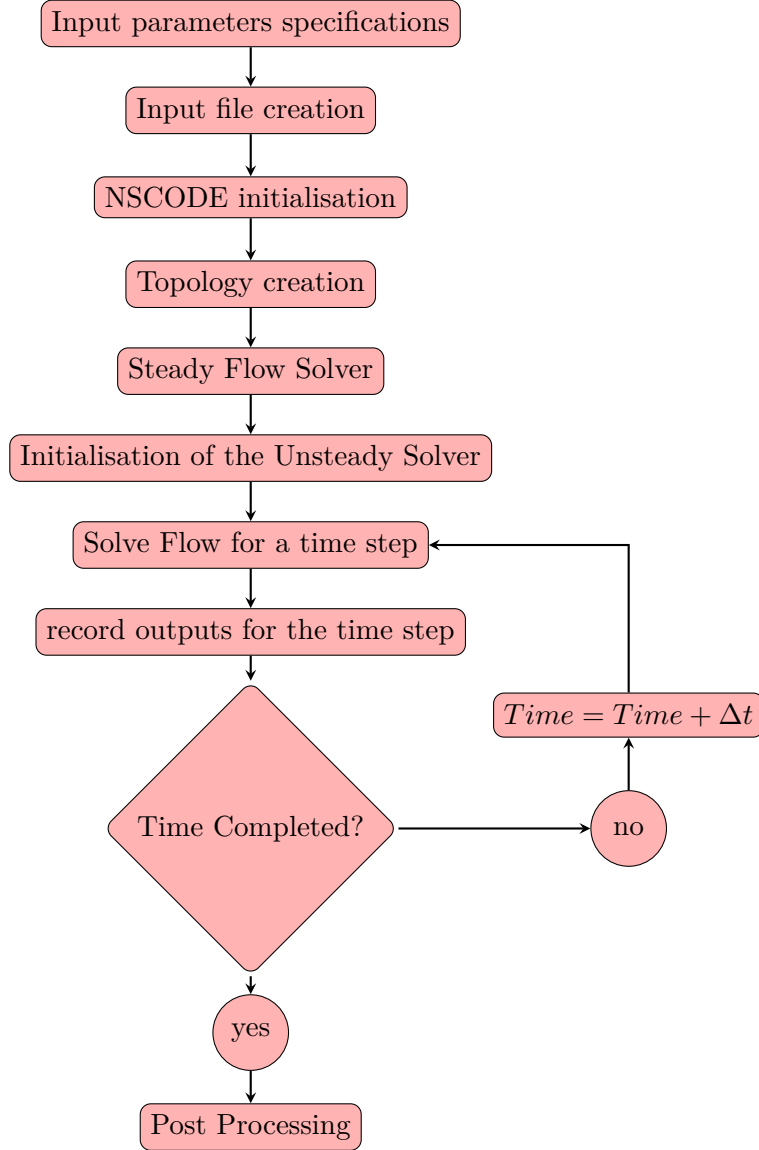 Input parameters specifications
Input file creation
NSCODE initialisation
Topology creation
Steady Flow Solver
Initialisation of the Unsteady Solver
Solve Flow for a time step
record outputs for the time step
Time = Time + Δt
Time Completed?
no
yes
Post Processing